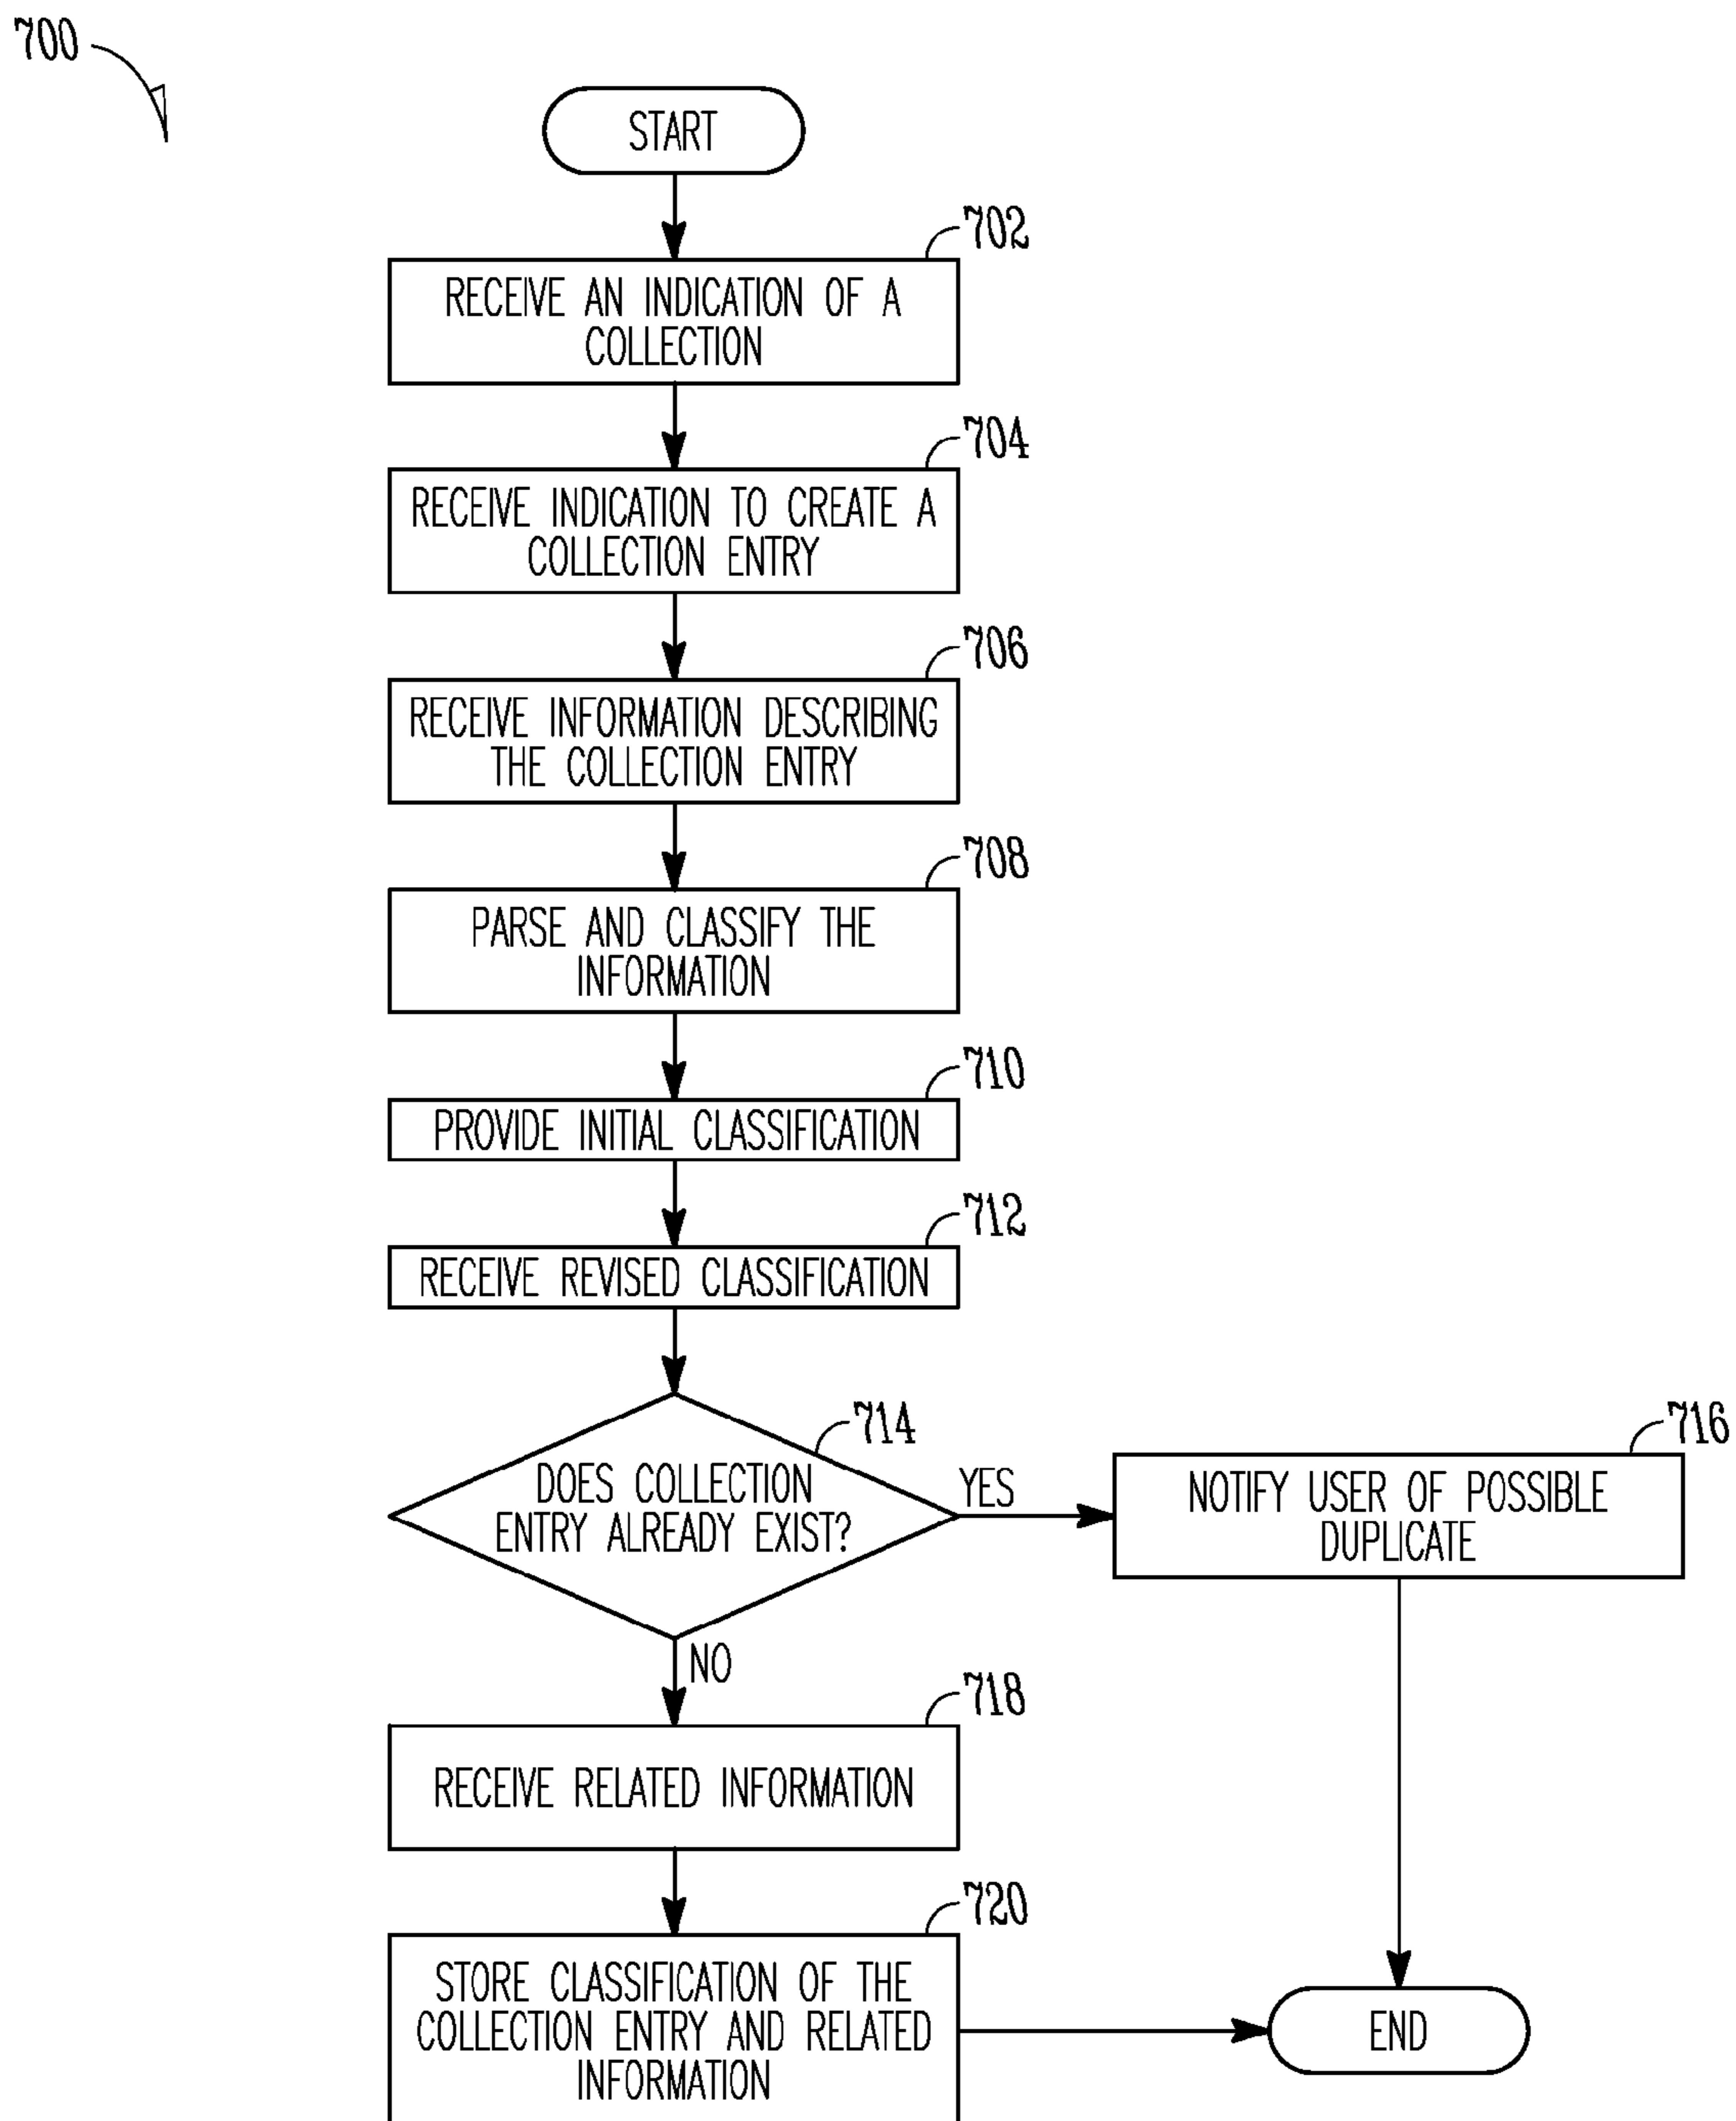 700
START
702
RECEIVE AN INDICATION OF A
COLLECTION
704
RECEIVE INDICATION TO CREATE A
COLLECTION ENTRY
706
RECEIVE INFORMATION DESCRIBING
THE COLLECTION ENTRY
708
PARSE AND CLASSIFY THE
INFORMATION
710
PROVIDE INITIAL CLASSIFICATION
712
RECEIVE REVISED CLASSIFICATION
714
DOES COLLECTION
ENTRY ALREADY EXIST?
YES
716
NOTIFY USER OF POSSIBLE
DUPLICATE
NO
718
RECEIVE RELATED INFORMATION
720
STORE CLASSIFICATION OF THE
COLLECTION ENTRY AND RELATED
INFORMATION
END